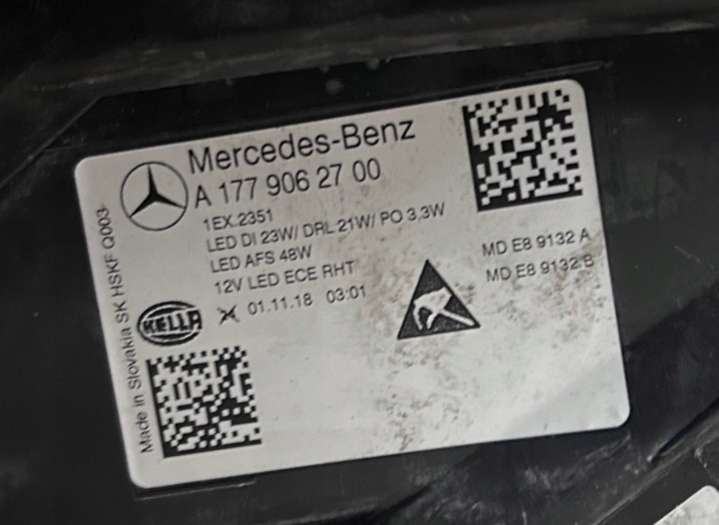 Mercedes-Benz
A 177 906 27 00
1EX.2351
LED DI 23W/ DRL 21W/ PO 3,3W
LED AFS 48W
12V LED ECE RHT
01.11.18 03:01
MD E8 9132 A
MD E8 9132 B
HELLA
Made in Slovakia SK HSKF Q003